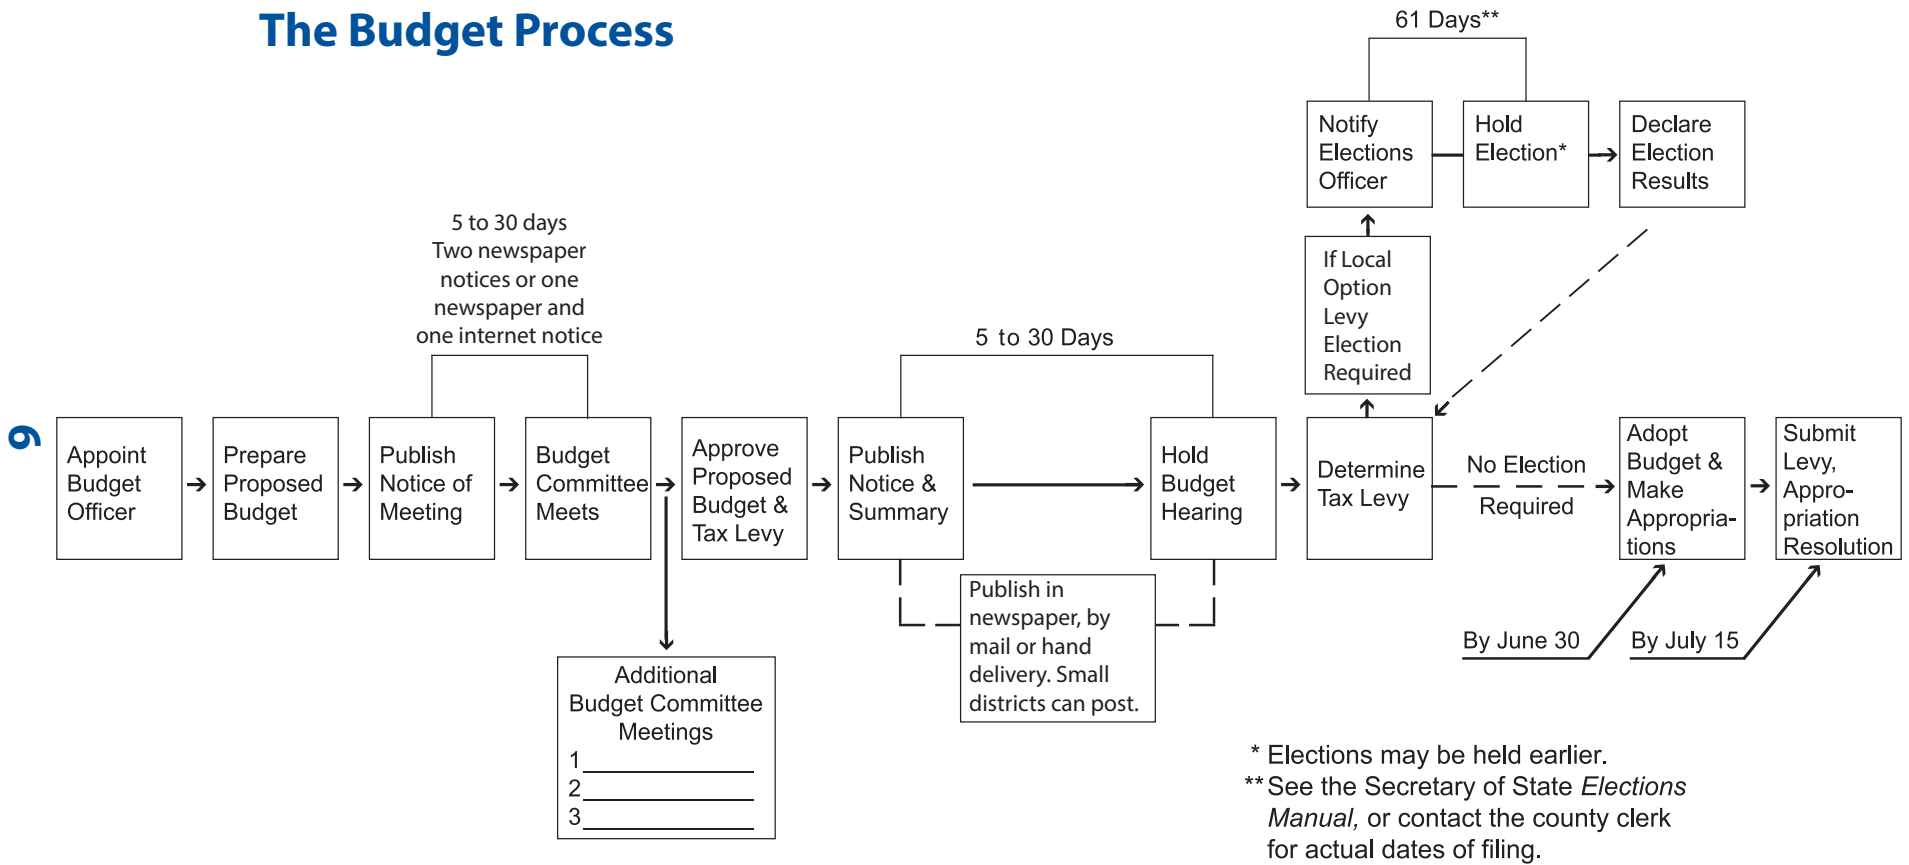 The Budget Process
61 Days**
Notify
Elections
Officer
Hold
Election*
Declare
Election
Results
5 to 30 days
Two newspaper
notices or one
newspaper and
one internet notice
If Local
Option
Levy
Election
Required
5 to 30 Days
9
Appoint
Budget
Officer
Prepare
Proposed
Budget
Publish
Notice of
Meeting
Budget
Committee
Meets
Approve
Proposed
Budget &
Tax Levy
Publish
Notice &
Summary
Hold
Budget
Hearing
Determine
Tax Levy
No Election
Required
Adopt
Budget &
Make
Appropria-
tions
Submit
Levy,
Appro-
priation
Resolution
Publish in
newspaper, by
mail or hand
delivery. Small
districts can post.
By June 30
By July 15
Additional
Budget Committee
Meetings
1
2
3
* Elections may be held earlier.
** See the Secretary of State Elections
Manual, or contact the county clerk
for actual dates of filing.